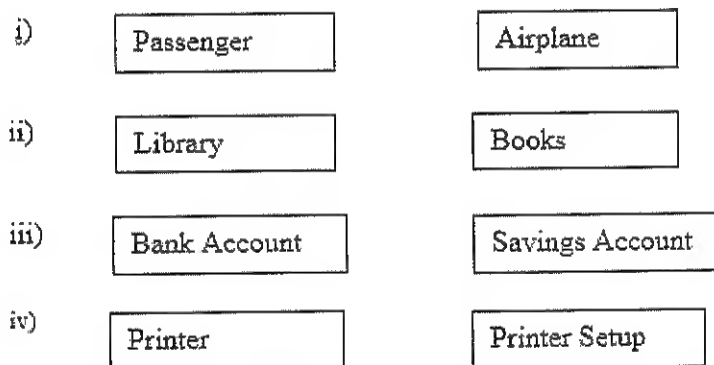 i) Passenger Airplane
ii) Library Books
iii) Bank Account Savings Account
iv) Printer Printer Setup